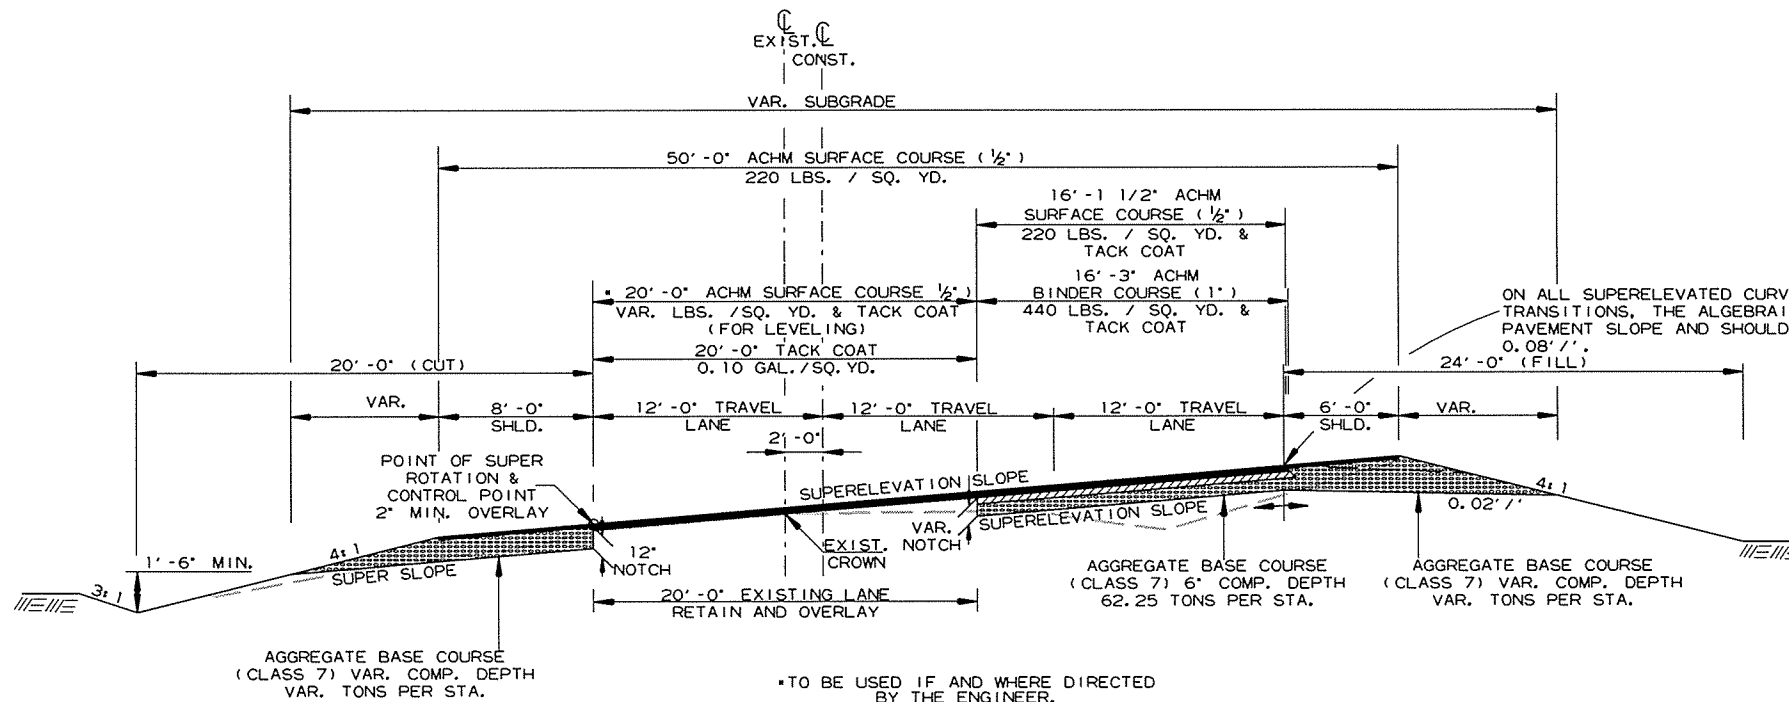 ℄
EXIST.
℄
CONST.
VAR. SUBGRADE
50'-0" ACHM SURFACE COURSE (½")
220 LBS. / SQ. YD.
16'-1 1/2" ACHM
SURFACE COURSE (½")
220 LBS. / SQ. YD. &
TACK COAT
16'-3" ACHM
BINDER COURSE (1")
440 LBS. / SQ. YD. &
TACK COAT
* 20'-0" ACHM SURFACE COURSE ½")
VAR. LBS. /SQ. YD. & TACK COAT
(FOR LEVELING)
20'-0" TACK COAT
0.10 GAL./SQ.YD.
ON ALL SUPERELEVATED CURV
TRANSITIONS, THE ALGEBRAI
PAVEMENT SLOPE AND SHOULD
0.08'/'.
20'-0" (CUT)
24'-0" (FILL)
VAR.
8'-0"
SHLD.
12'-0" TRAVEL
LANE
12'-0" TRAVEL
LANE
12'-0" TRAVEL
LANE
6'-0"
SHLD.
VAR.
2'-0"
POINT OF SUPER
ROTATION &
CONTROL POINT
2" MIN. OVERLAY
SUPERELEVATION SLOPE
4:1
0.02'/'
VAR.
NOTCH
SUPERELEVATION SLOPE
1'-6" MIN.
4:1
SUPER SLOPE
3:1
12"
NOTCH
EXIST.
CROWN
20'-0" EXISTING LANE
RETAIN AND OVERLAY
AGGREGATE BASE COURSE
(CLASS 7) 6" COMP. DEPTH
62.25 TONS PER STA.
AGGREGATE BASE COURSE
(CLASS 7) VAR. COMP. DEPTH
VAR. TONS PER STA.
AGGREGATE BASE COURSE
(CLASS 7) VAR. COMP. DEPTH
VAR. TONS PER STA.
*TO BE USED IF AND WHERE DIRECTED
BY THE ENGINEER.